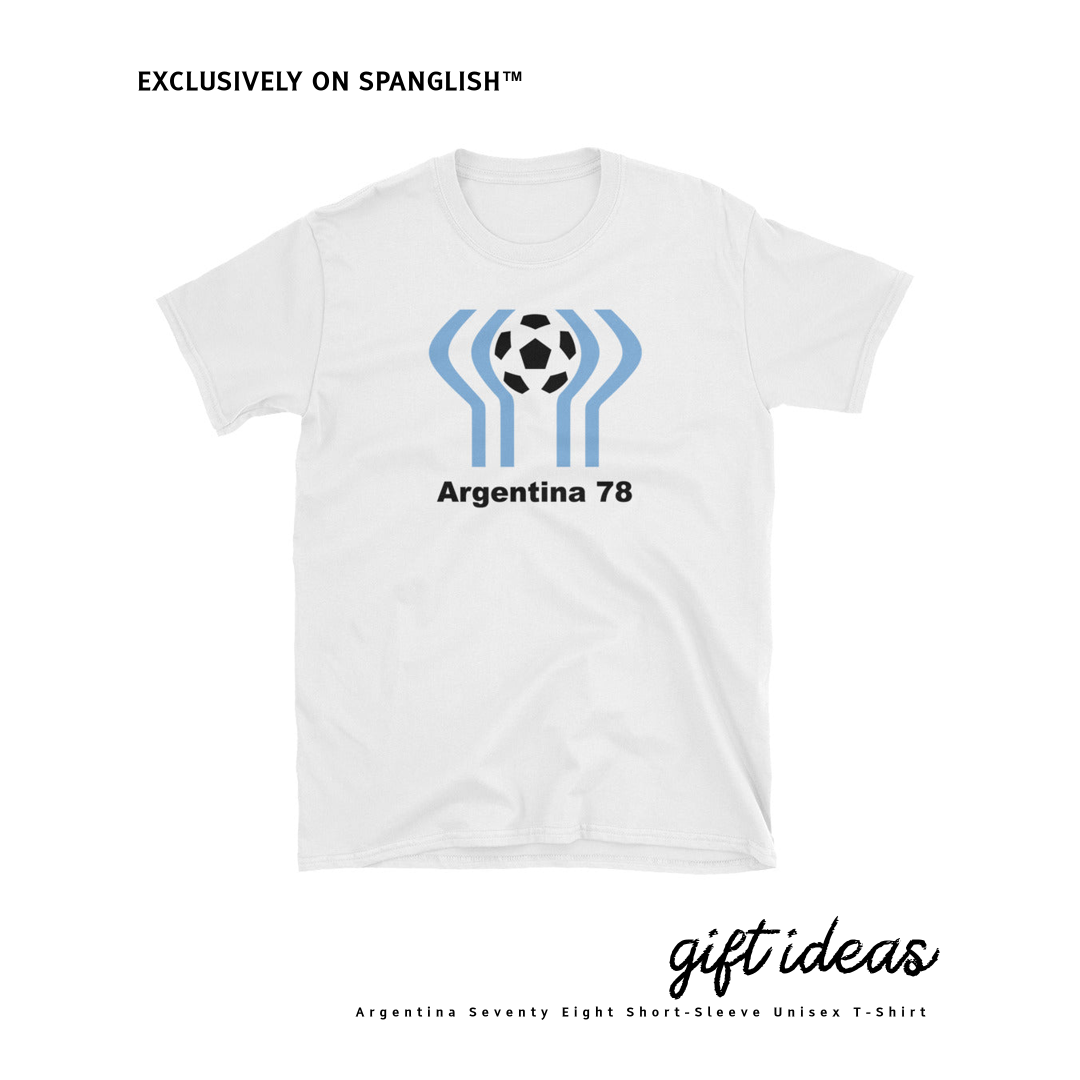 EXCLUSIVELY ON SPANGLISH™
Argentina 78
gift ideas
Argentina Seventy Eight Short-Sleeve Unisex T-Shirt